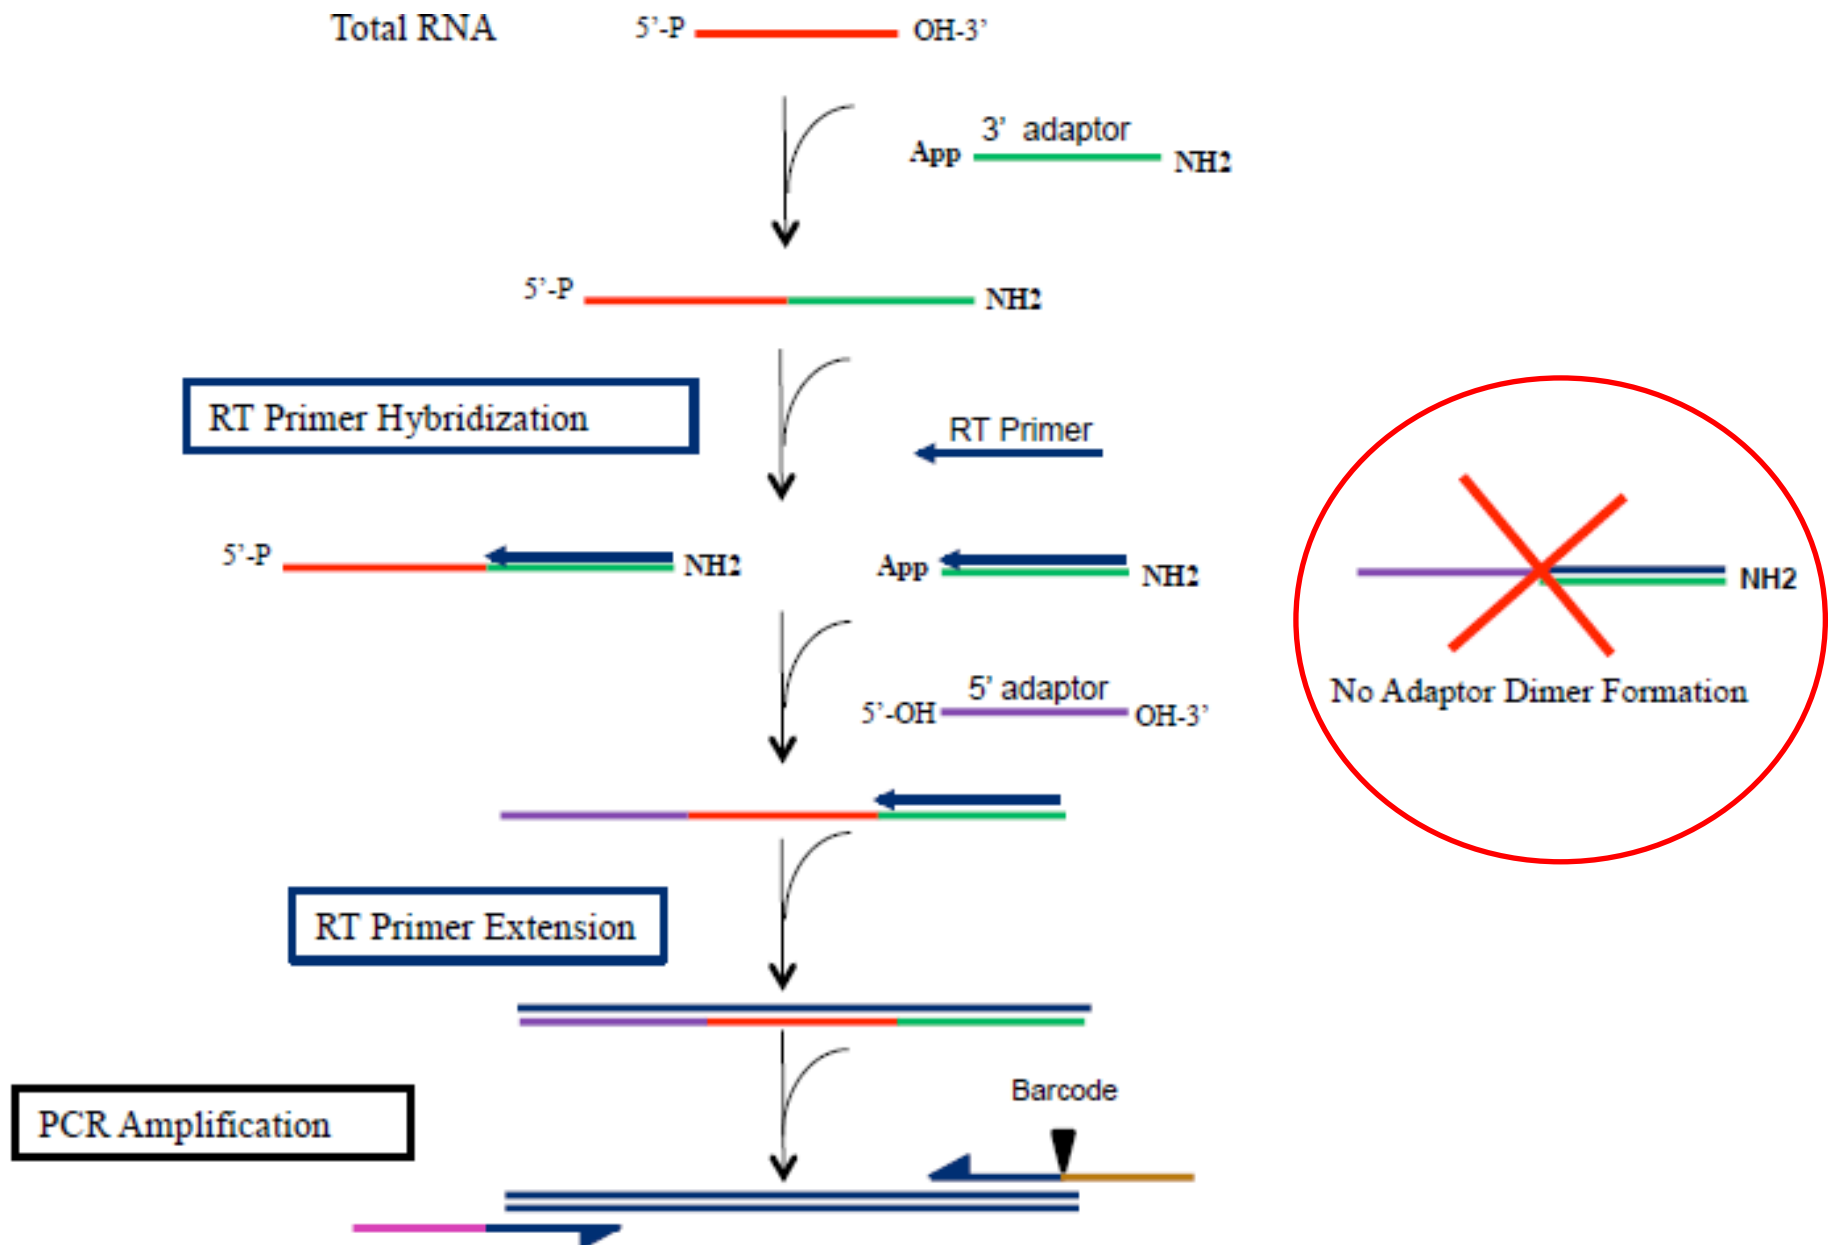 Total RNA
5’-P
OH-3’
3’ adaptor
App
NH2
5’-P
NH2
RT Primer Hybridization
RT Primer
5’-P
NH2
App
NH2
NH2
No Adaptor Dimer Formation
5’ adaptor
5’-OH
OH-3’
RT Primer Extension
Barcode
PCR Amplification